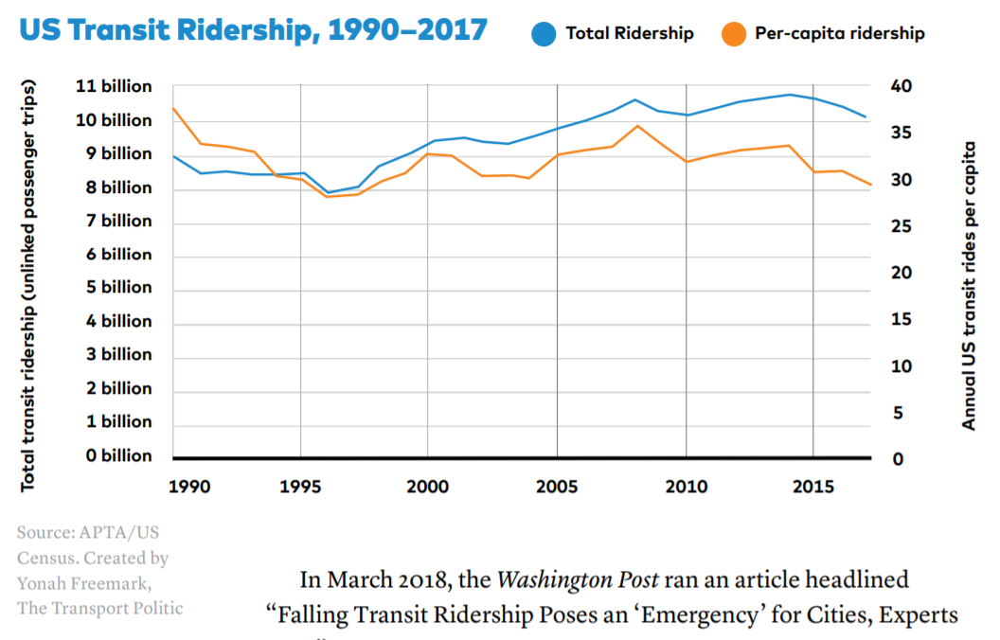 US Transit Ridership, 1990–2017
Total Ridership
Per-capita ridership
Total transit ridership (unlinked passenger trips)
11 billion
10 billion
9 billion
8 billion
7 billion
6 billion
5 billion
4 billion
3 billion
2 billion
1 billion
0 billion
40
35
30
25
20
15
10
5
0
Annual US transit rides per capita
1990
1995
2000
2005
2010
2015
Source: APTA/US
Census. Created by
Yonah Freemark,
The Transport Politic
In March 2018, the Washington Post ran an article headlined
“Falling Transit Ridership Poses an ‘Emergency’ for Cities, Experts